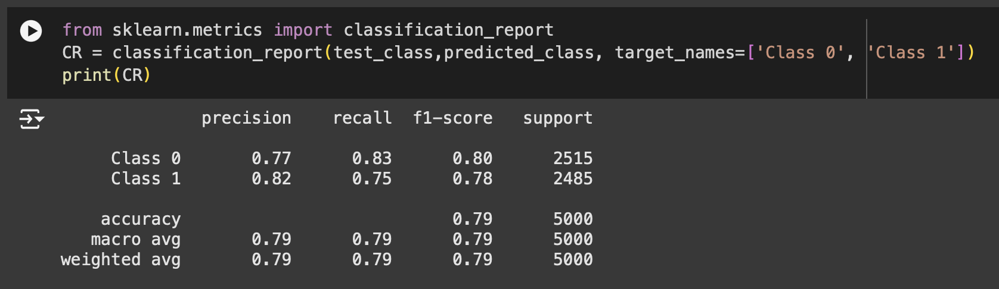 from sklearn.metrics import classification_report
CR = classification_report(test_class,predicted_class, target_names=['Class 0', 'Class 1'])
print(CR)
precision recall f1-score support
Class 0 0.77 0.83 0.80 2515
Class 1 0.82 0.75 0.78 2485
accuracy 0.79 5000
macro avg 0.79 0.79 0.79 5000
weighted avg 0.79 0.79 0.79 5000